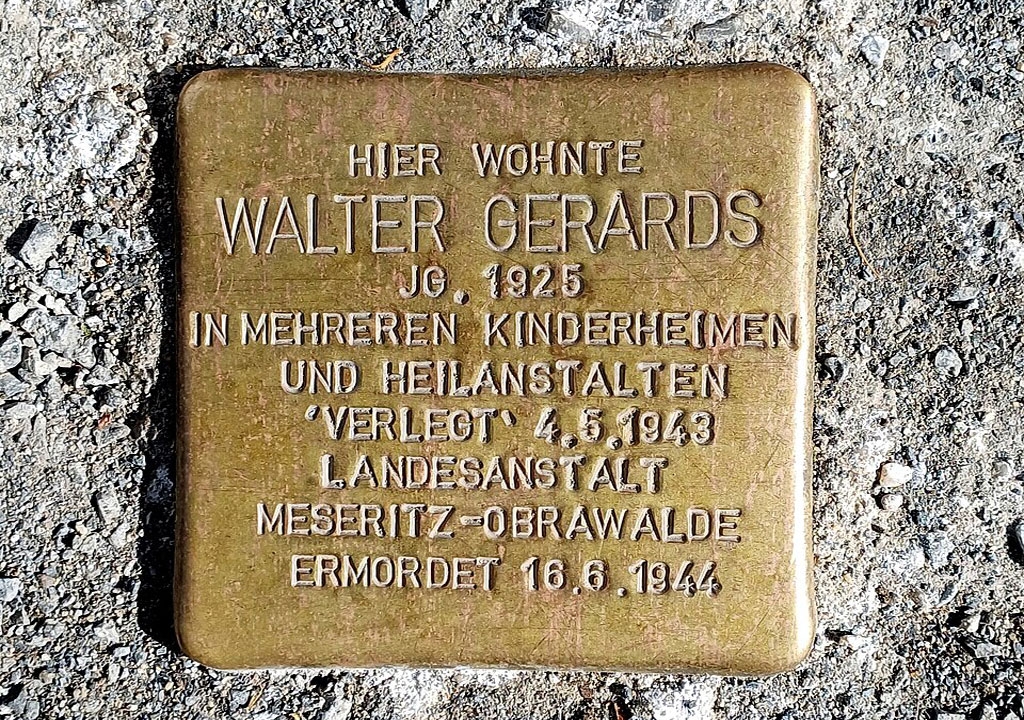 HIER WOHNTE
WALTER GERARDS
JG. 1925
IN MEHREREN KINDERHEIMEN
UND HEILANSTALTEN
'VERLEGT' 4.5.1943
LANDESANSTALT
MESERITZ-OBRAWALDE
ERMORDET 16.6.1944